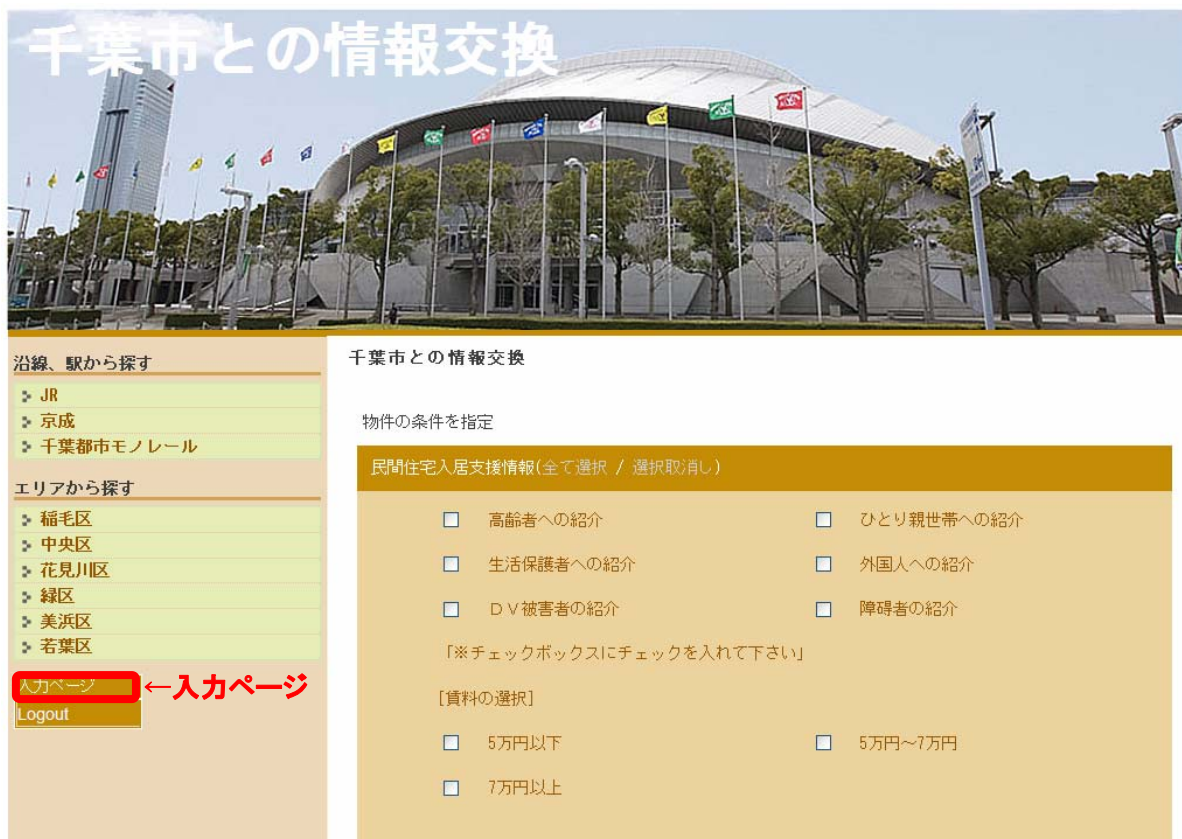 千葉市との情報交換
沿線、駅から探す
JR
京成
千葉都市モノレール
エリアから探す
稲毛区
中央区
花見川区
緑区
美浜区
若葉区
入力ページ ←入力ページ
Logout
千葉市との情報交換
物件の条件を指定
民間住宅入居支援情報(全て選択 / 選択取消し)
高齢者への紹介 ひとり親世帯への紹介
生活保護者への紹介 外国人への紹介
ＤＶ被害者の紹介 障碍者の紹介
「※チェックボックスにチェックを入れて下さい」
[賃料の選択]
5万円以下 5万円～7万円
7万円以上